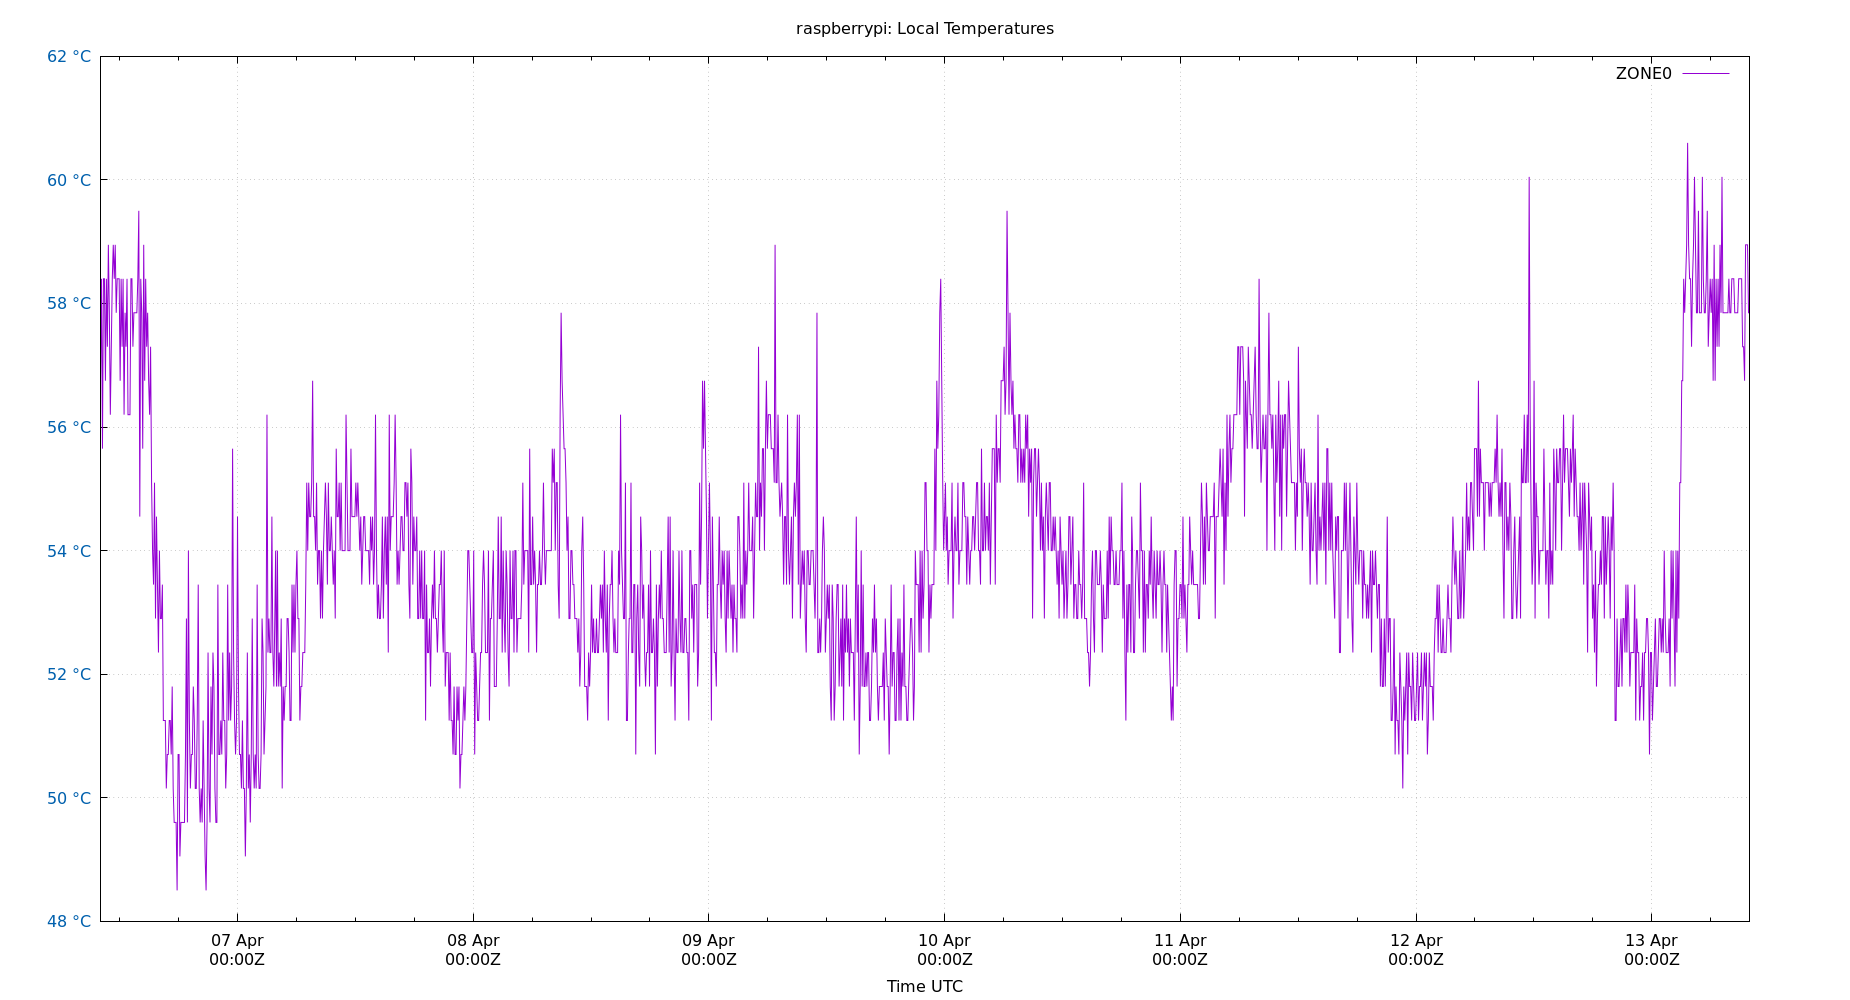 raspberrypi: Local Temperatures
ZONE0
62 °C
60 °C
58 °C
56 °C
54 °C
52 °C
50 °C
48 °C
07 Apr 08 Apr 09 Apr 10 Apr 11 Apr 12 Apr 13 Apr
00:00Z 00:00Z 00:00Z 00:00Z 00:00Z 00:00Z 00:00Z
Time UTC